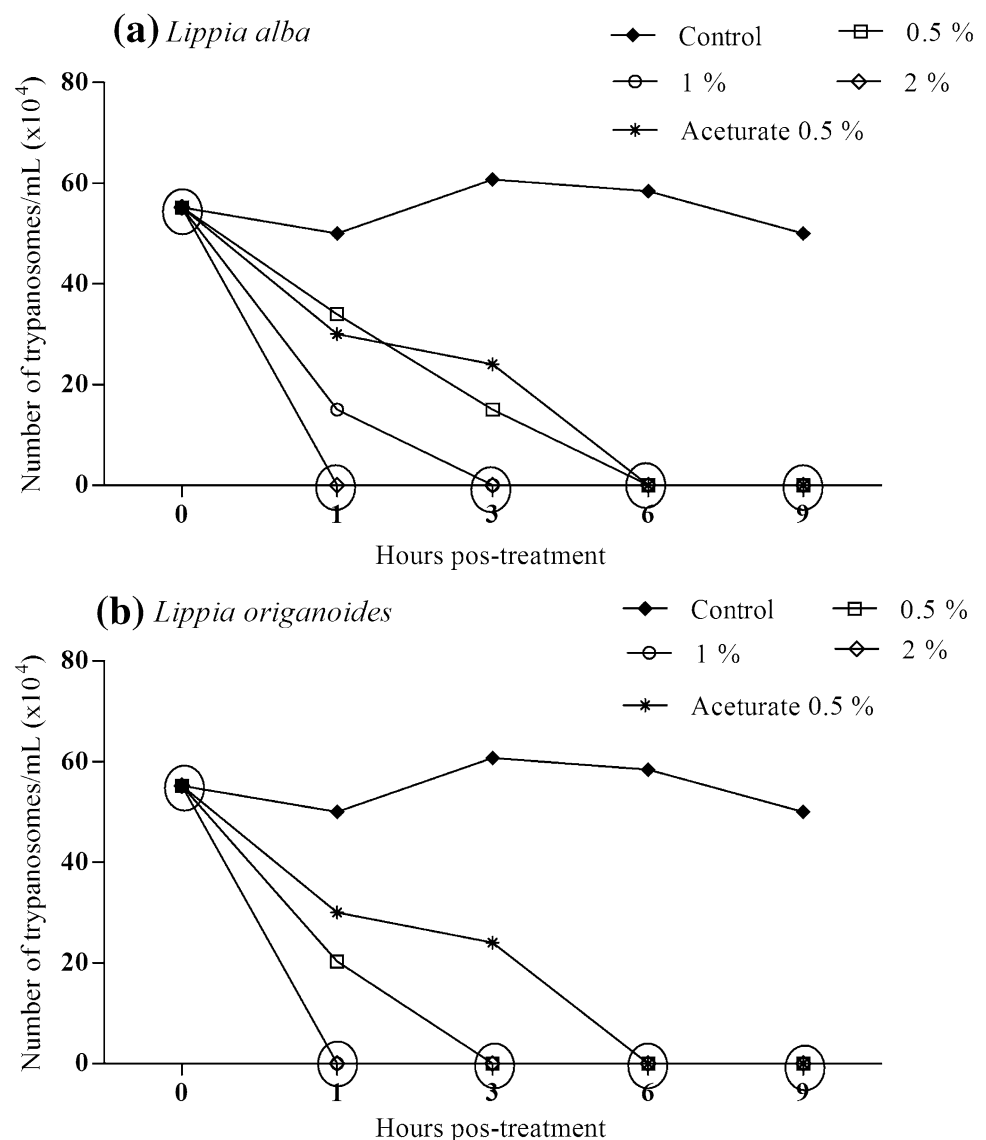 (a) Lippia alba
Control
0.5 %
1 %
2 %
Aceturate 0.5 %
Number of trypanosomes/mL (x10⁴)
80
60
40
20
0
0 1 3 6 9
Hours pos-treatment
(b) Lippia origanoides
Control
0.5 %
1 %
2 %
Aceturate 0.5 %
Number of trypanosomes/mL (x10⁴)
80
60
40
20
0
0 1 3 6 9
Hours pos-treatment